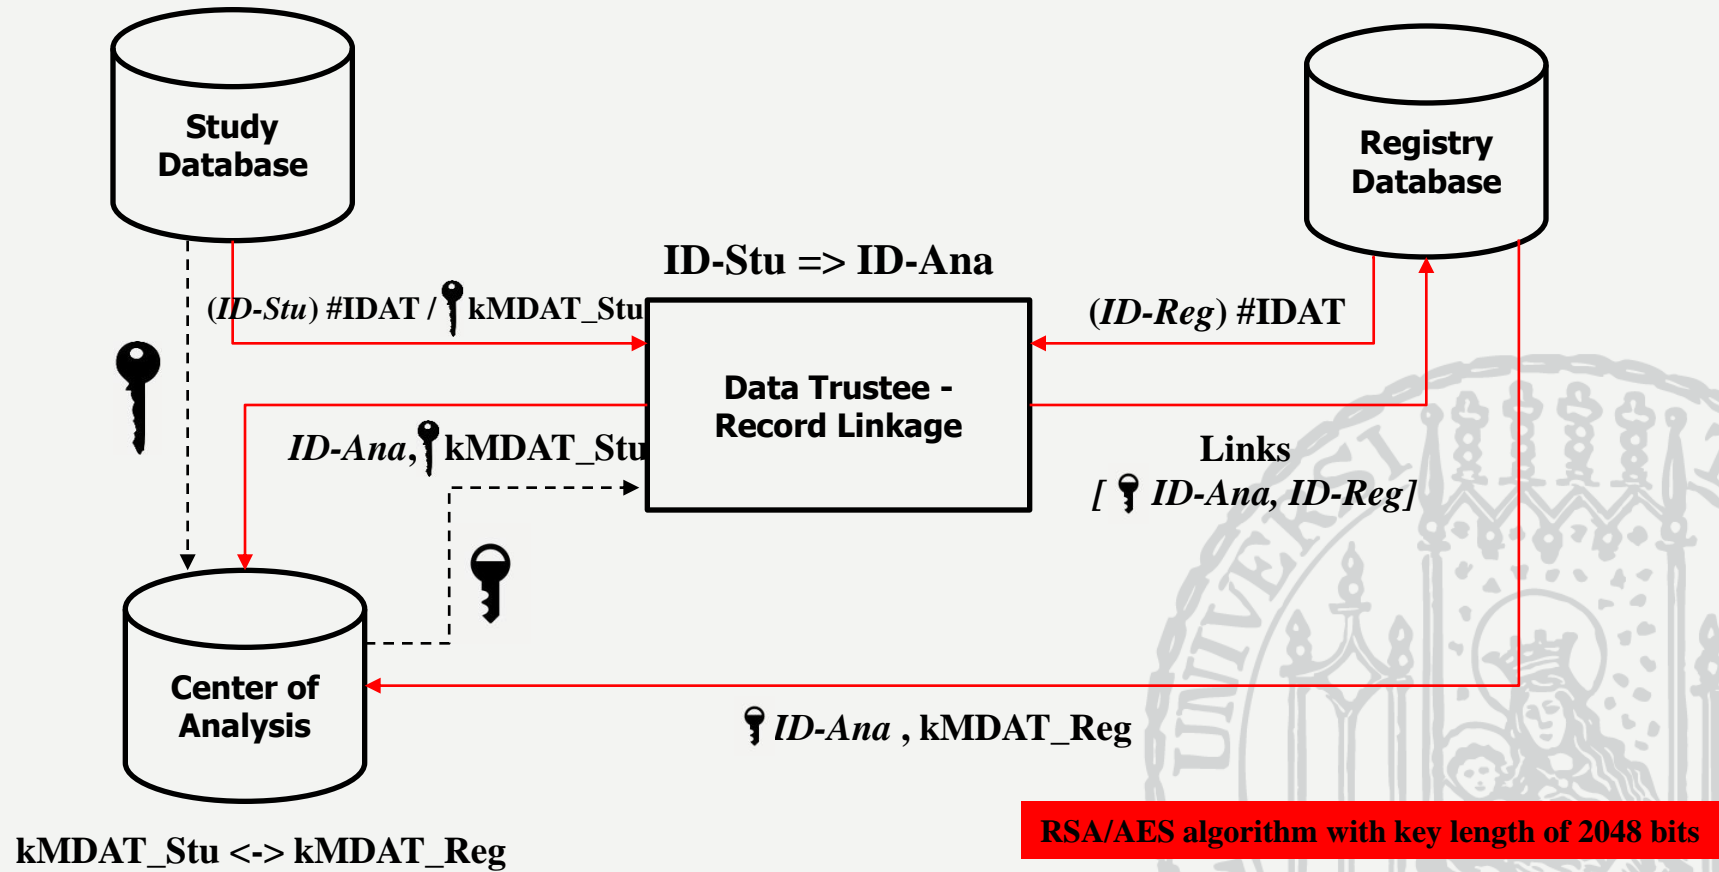 Study
Database
Registry
Database
ID-Stu => ID-Ana
(ID-Stu) #IDAT / kMDAT_Stu
(ID-Reg) #IDAT
Data Trustee -
Record Linkage
ID-Ana, kMDAT_Stu
Links
[ ID-Ana, ID-Reg]
Center of
Analysis
ID-Ana , kMDAT_Reg
RSA/AES algorithm with key length of 2048 bits
kMDAT_Stu <-> kMDAT_Reg